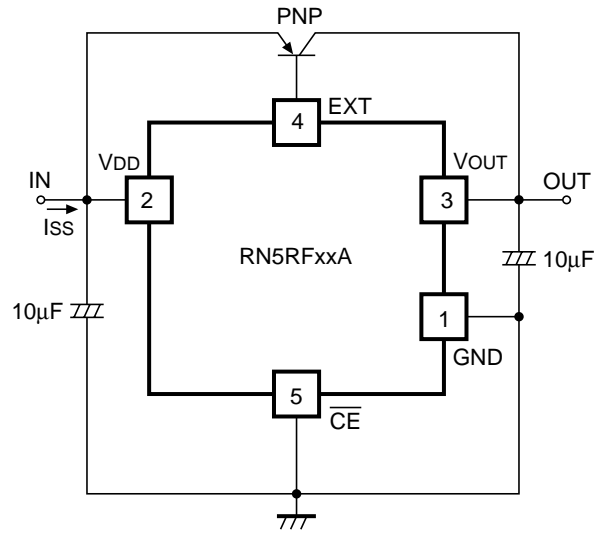 PNP
4
EXT
VDD
VOUT
IN
2
3
OUT
ISS
RN5RFxxA
10μF
10μF
1
GND
5
CE